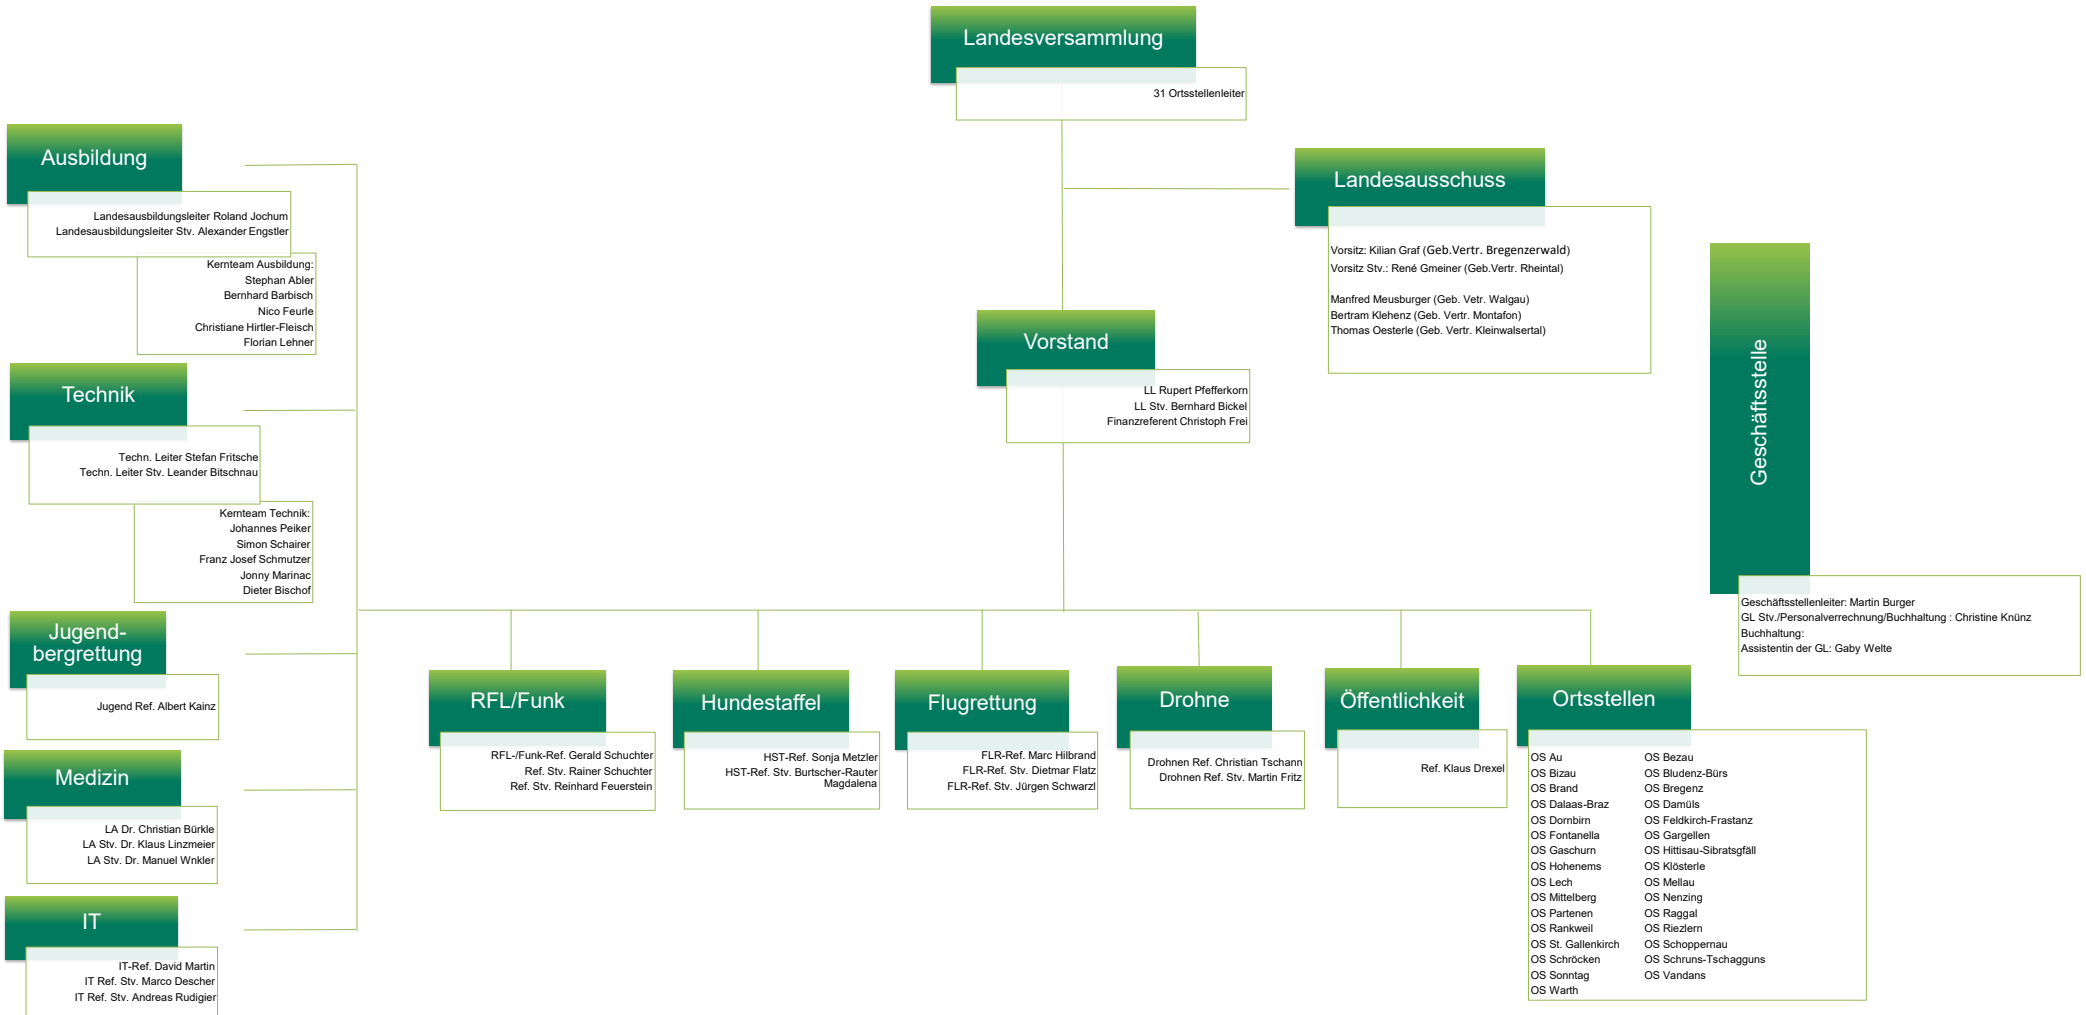 Landesversammlung
31 Ortsstellenleiter
Ausbildung
Landesausbildungsleiter Roland Jochum
Landesausbildungsleiter Stv. Alexander Engstler
Kernteam Ausbildung:
Stephan Abler
Bernhard Barbisch
Nico Feurle
Christiane Hirtler-Fleisch
Florian Lehner
Landesausschuss
Vorsitz: Kilian Graf (Geb.Vertr. Bregenzerwald)
Vorsitz Stv.: René Gmeiner (Geb.Vertr. Rheintal)
Manfred Meusburger (Geb. Vetr. Walgau)
Bertram Klehenz (Geb. Vertr. Montafon)
Thomas Oesterle (Geb. Vertr. Kleinwalsertal)
Vorstand
LL Rupert Pfefferkorn
LL Stv. Bernhard Bickel
Finanzreferent Christoph Frei
Geschäftsstelle
Geschäftsstellenleiter: Martin Burger
GL Stv./Personalverrechnung/Buchhaltung : Christine Knünz
Buchhaltung:
Assistentin der GL: Gaby Welte
Technik
Techn. Leiter Stefan Fritsche
Techn. Leiter Stv. Leander Bitschnau
Kernteam Technik:
Johannes Peiker
Simon Schairer
Franz Josef Schmutzer
Jonny Marinac
Dieter Bischof
Jugend-
bergrettung
Jugend Ref. Albert Kainz
Medizin
LA Dr. Christian Bürkle
LA Stv. Dr. Klaus Linzmeier
LA Stv. Dr. Manuel Wnkler
IT
IT-Ref. David Martin
IT Ref. Stv. Marco Descher
IT Ref. Stv. Andreas Rudigier
RFL/Funk
RFL-/Funk-Ref. Gerald Schuchter
Ref. Stv. Rainer Schuchter
Ref. Stv. Reinhard Feuerstein
Hundestaffel
HST-Ref. Sonja Metzler
HST-Ref. Stv. Burtscher-Rauter
Magdalena
Flugrettung
FLR-Ref. Marc Hilbrand
FLR-Ref. Stv. Dietmar Flatz
FLR-Ref. Stv. Jürgen Schwarzl
Drohne
Drohnen Ref. Christian Tschann
Drohnen Ref. Stv. Martin Fritz
Öffentlichkeit
Ref. Klaus Drexel
Ortsstellen
OS Au OS Bezau
OS Bizau OS Bludenz-Bürs
OS Brand OS Bregenz
OS Dalaas-Braz OS Damüls
OS Dornbirn OS Feldkirch-Frastanz
OS Fontanella OS Gargellen
OS Gaschurn OS Hittisau-Sibratsgfäll
OS Hohenems OS Klösterle
OS Lech OS Mellau
OS Mittelberg OS Nenzing
OS Partenen OS Raggal
OS Rankweil OS Riezlern
OS St. Gallenkirch OS Schoppernau
OS Schröcken OS Schruns-Tschagguns
OS Sonntag OS Vandans
OS Warth